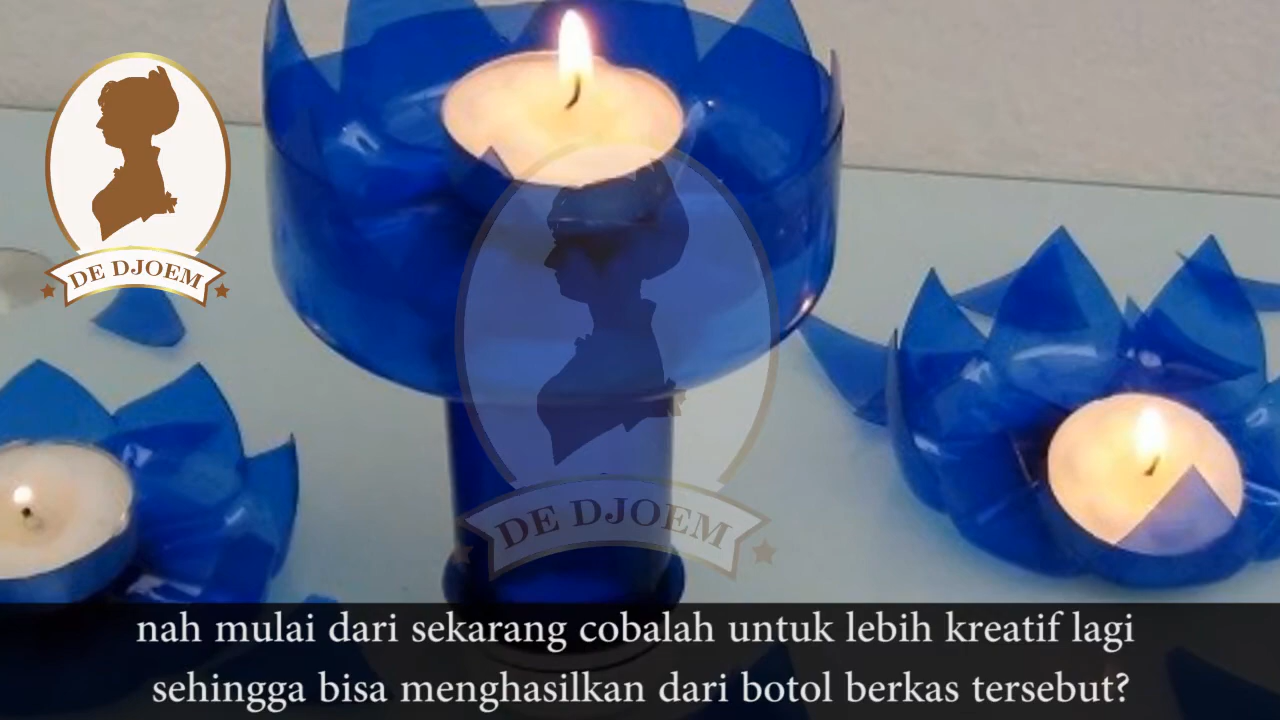 DE DJOEM
DE DJOEM
nah mulai dari sekarang cobalah untuk lebih kreatif lagi
sehingga bisa menghasilkan dari botol berkas tersebut?